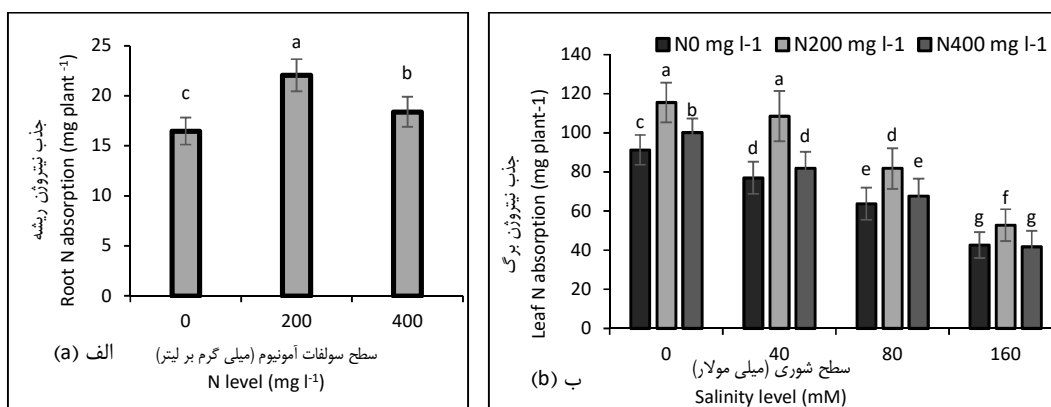 جذب نیتروژن ریشه
Root N absorption (mg plant -1)
25
20
15
10
5
0
c
a
b
0 200 400
سطح سولفات آمونیوم (میلی گرم بر لیتر)
N level (mg l-1)
الف (a)
جذب نیتروژن برگ
Leaf N absorption (mg plant-1)
N0 mg l-1 N200 mg l-1 N400 mg l-1
140
120
100
80
60
40
20
0
c a b
d a d
e d e
g f g
0 40 80 160
سطح شوری (میلی مولار)
Salinity level (mM)
ب (b)